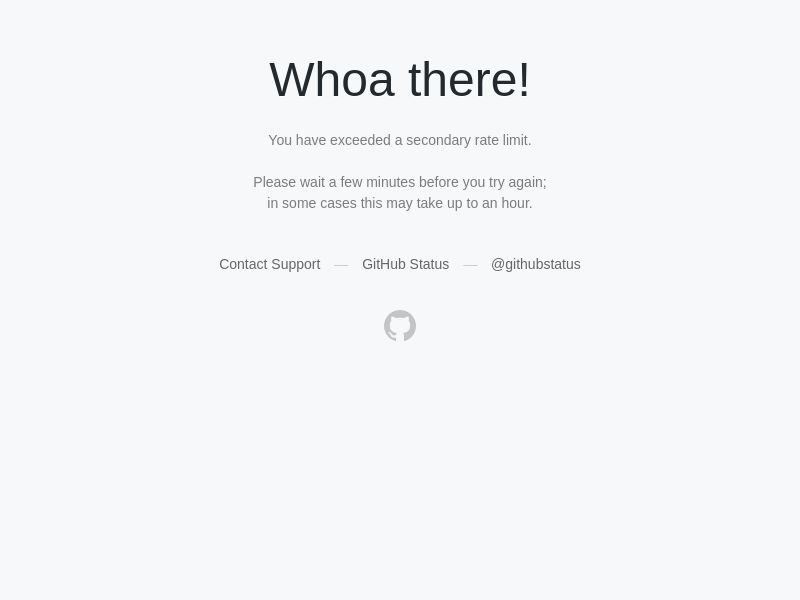 Whoa there!
You have exceeded a secondary rate limit.
Please wait a few minutes before you try again;
in some cases this may take up to an hour.
Contact Support — GitHub Status — @githubstatus